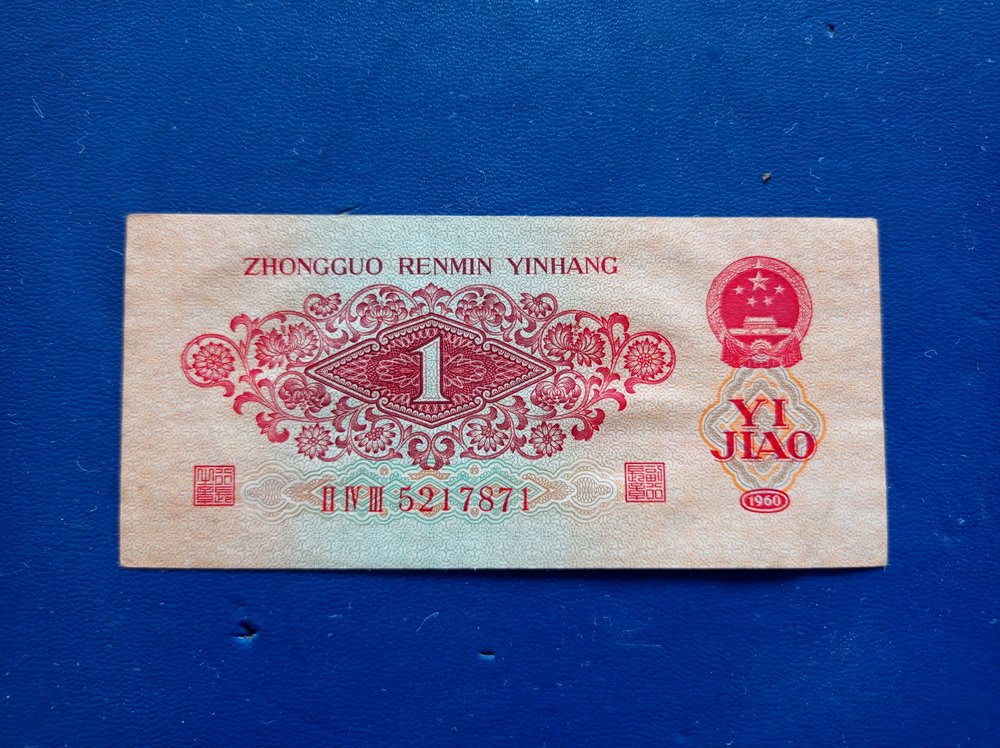 ZHONGGUO RENMIN YINHANG
1
YI
JIAO
II IV III 5217871
1960